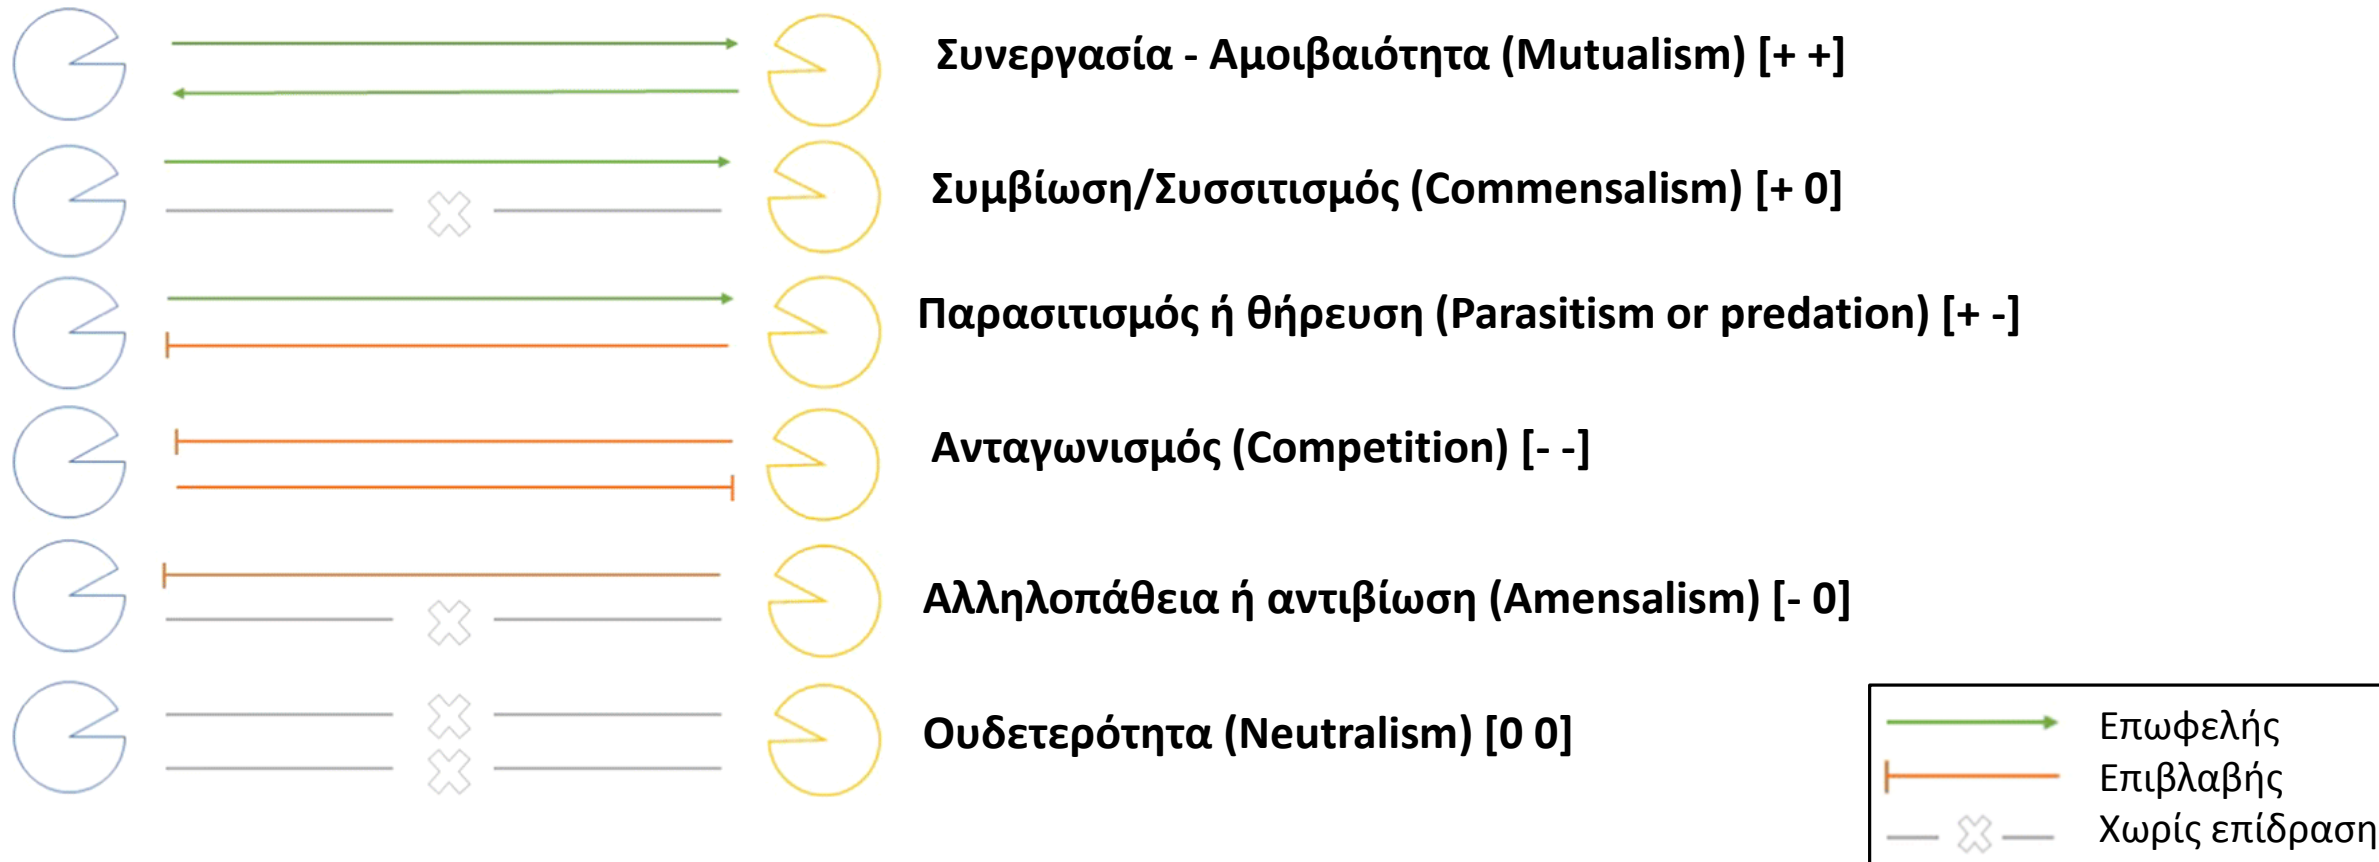 Συνεργασία - Αμοιβαιότητα (Mutualism) [+ +]
Συμβίωση/Συσσιτισμός (Commensalism) [+ 0]
Παρασιτισμός ή θήρευση (Parasitism or predation) [+ -]
Ανταγωνισμός (Competition) [- -]
Αλληλοπάθεια ή αντιβίωση (Amensalism) [- 0]
Ουδετερότητα (Neutralism) [0 0]
Επωφελής
Επιβλαβής
Χωρίς επίδραση